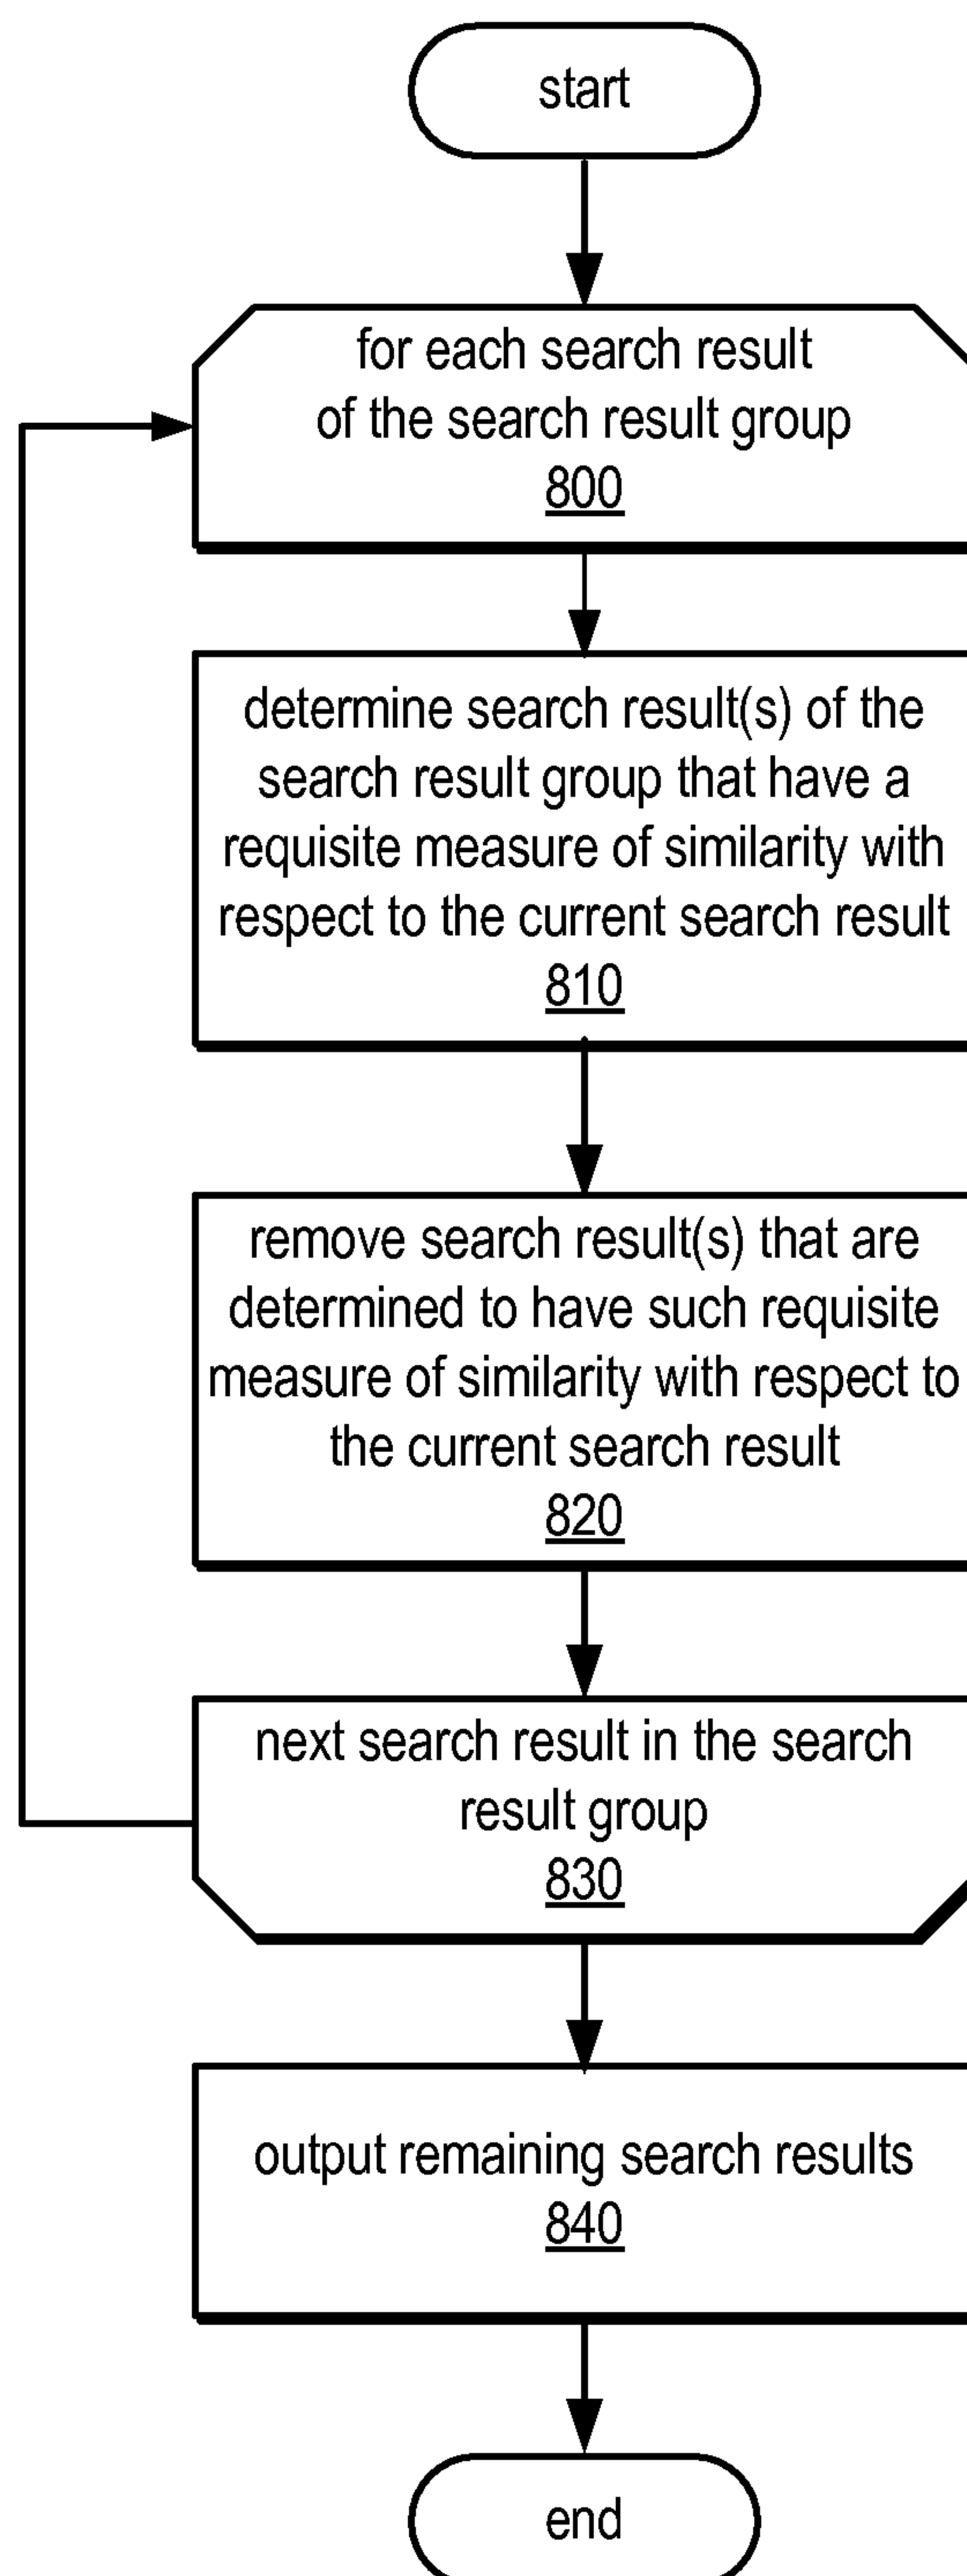 start
for each search result
of the search result group
800
determine search result(s) of the
search result group that have a
requisite measure of similarity with
respect to the current search result
810
remove search result(s) that are
determined to have such requisite
measure of similarity with respect to
the current search result
820
next search result in the search
result group
830
output remaining search results
840
end